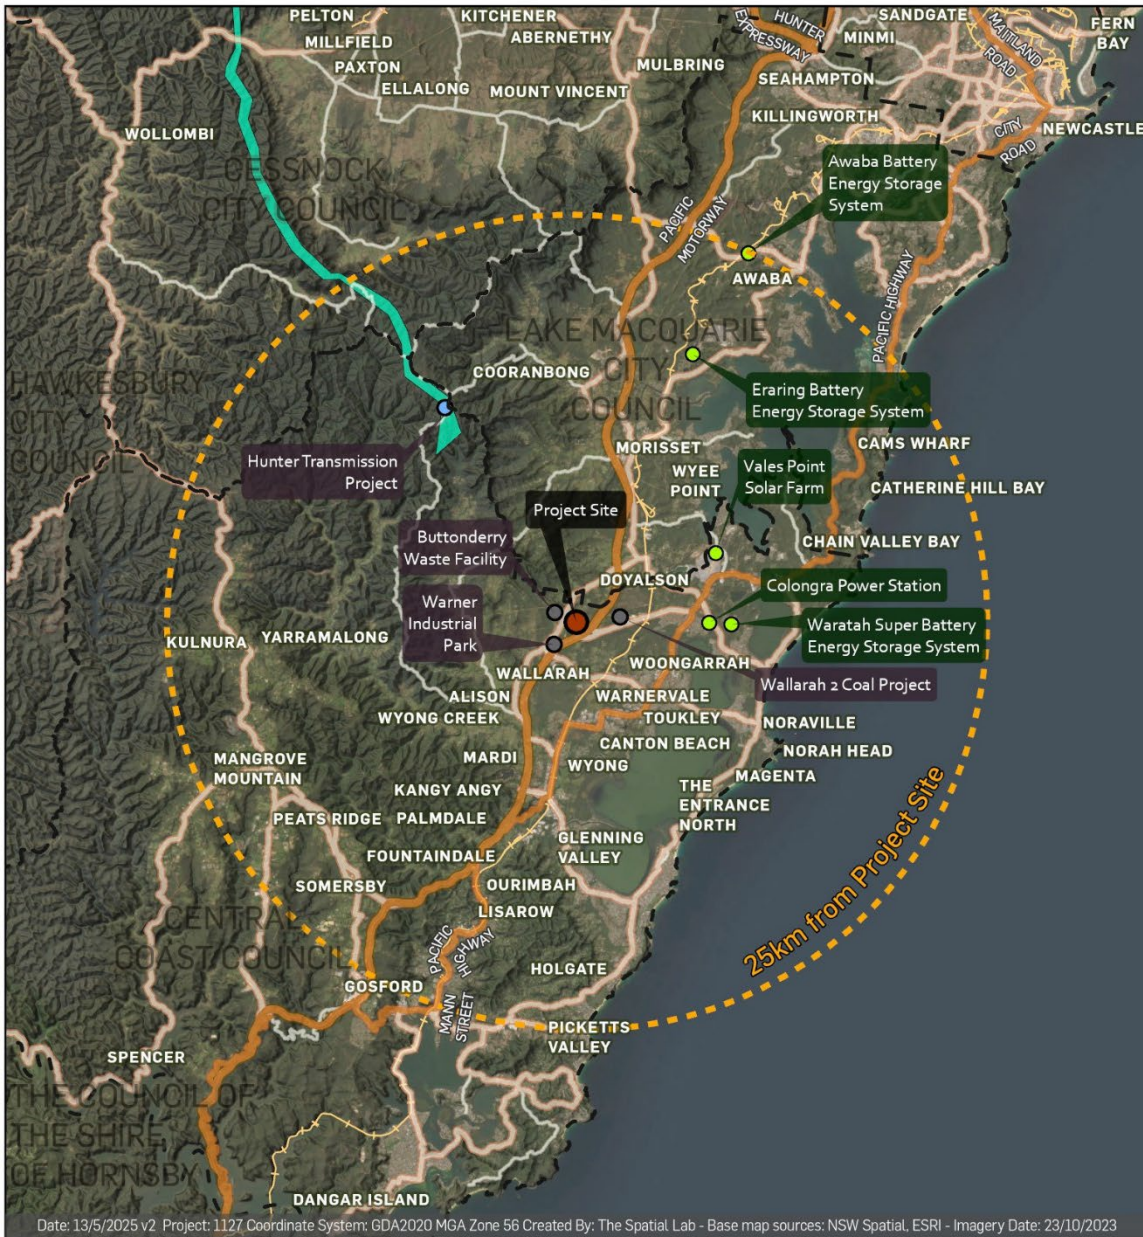 PELTON
KITCHENER
SANDGATE
FERN
BAY
MILLFIELD
ABERNETHY
HUNTER
EXPRESSWAY
MINMI
MAITLAND
ROAD
PAXTON
MULBRING
SEAHAMPTON
ELLALONG
MOUNT VINCENT
KILLINGWORTH
WOLLOMBI
CITY
ROAD
NEWCASTLE
CESSNOCK
CITY COUNCIL
Awaba Battery
Energy Storage
System
PACIFIC
MOTORWAY
AWABA
PACIFIC HIGHWAY
LAKE MACQUARIE
CITY
COUNCIL
HAWKESBURY
CITY
COUNCIL
COORANBONG
Eraring Battery
Energy Storage System
Hunter Transmission
Project
MORISSET
CAMS WHARF
WYEE
POINT
Vales Point
Solar Farm
CATHERINE HILL BAY
Project Site
Buttonderry
Waste Facility
CHAIN VALLEY BAY
DOYALSON
Colongra Power Station
Warner
Industrial
Park
Waratah Super Battery
Energy Storage System
KULNURA
YARRAMALONG
WOONGARRAH
WALLARAH
Wallarah 2 Coal Project
ALISON
WARNERVALE
WYONG CREEK
TOUKLEY
NORAVILLE
CANTON BEACH
NORAH HEAD
MANGROVE
MOUNTAIN
MARDI
WYONG
MAGENTA
KANGY ANGY
THE
ENTRANCE
NORTH
PEATS RIDGE
PALMDALE
GLENNING
VALLEY
FOUNTAINDALE
SOMERSBY
OURIMBAH
LISAROW
25km from Project Site
CENTRAL
COAST COUNCIL
PACIFIC
HIGHWAY
HOLGATE
GOSFORD
MANN
STREET
PICKETTS
VALLEY
SPENCER
THE COUNCIL OF
THE SHIRE
OF HORNSBY
DANGAR ISLAND
Date: 13/5/2025 v2 Project: 1127 Coordinate System: GDA2020 MGA Zone 56 Created By: The Spatial Lab - Base map sources: NSW Spatial, ESRI - Imagery Date: 23/10/2023